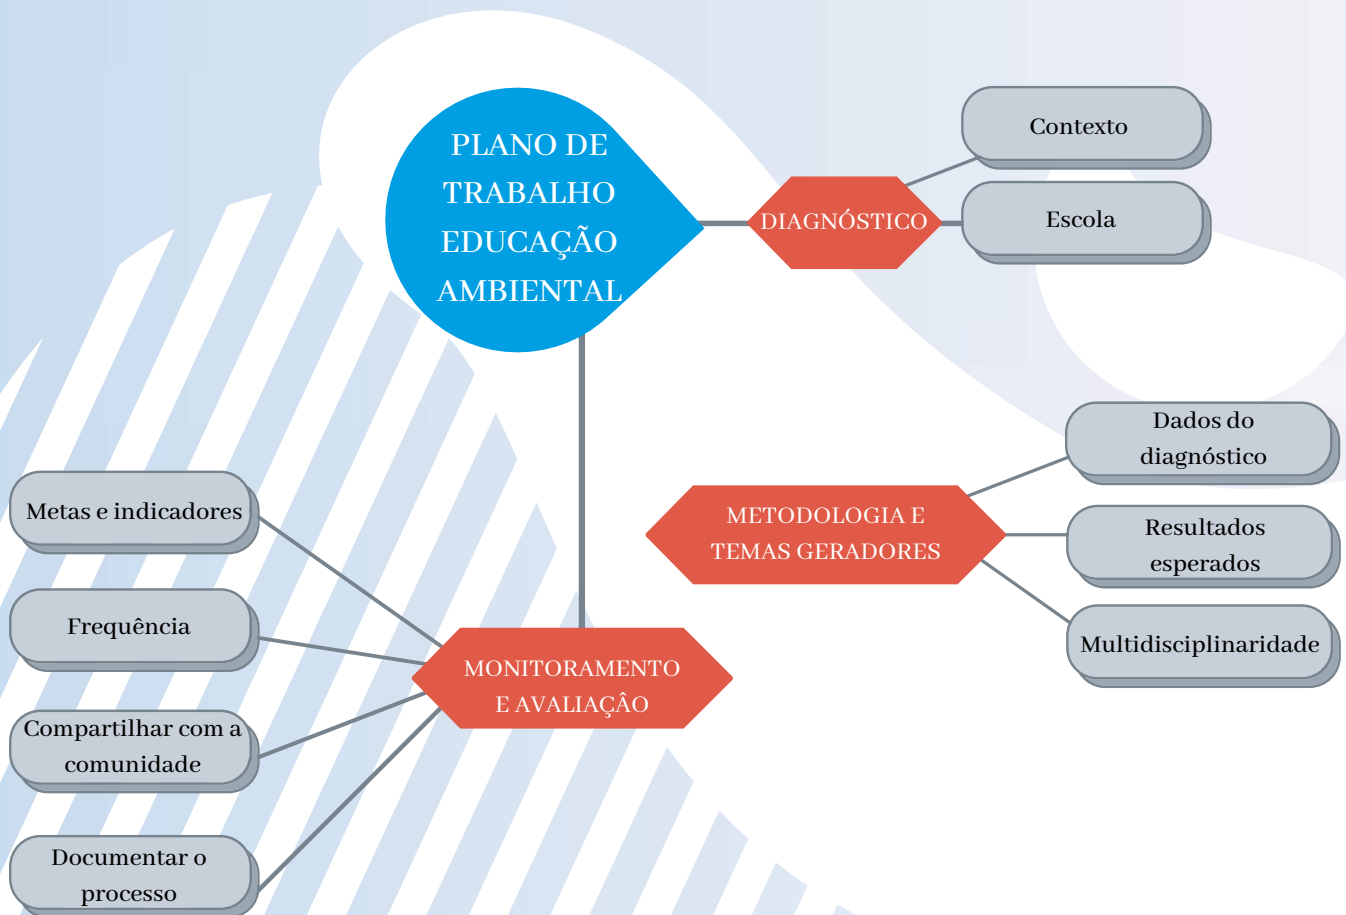 PLANO DE
TRABALHO
EDUCAÇÃO
AMBIENTAL
DIAGNÓSTICO
Contexto
Escola
METODOLOGIA E
TEMAS GERADORES
Dados do
diagnóstico
Resultados
esperados
Multidisciplinaridade
MONITORAMENTO
E AVALIAÇÂO
Metas e indicadores
Frequência
Compartilhar com a
comunidade
Documentar o
processo